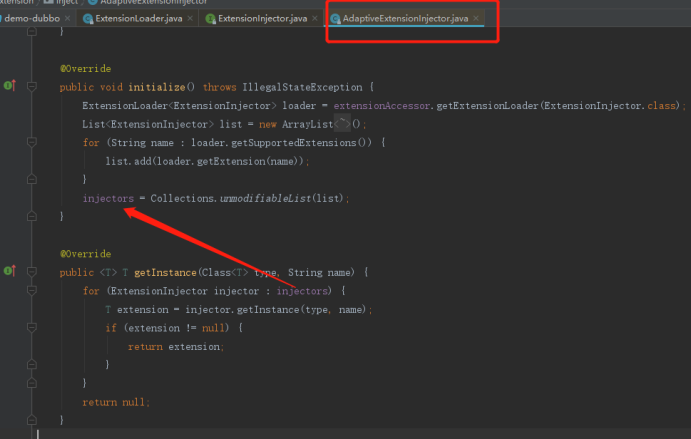 xtension / inject / AdaptiveExtensionInjector
demo-dubbo × ExtensionLoader.java × ExtensionInjector.java × AdaptiveExtensionInjector.java ×
}
@Override
public void initialize() throws IllegalStateException {
ExtensionLoader<ExtensionInjector> loader = extensionAccessor.getExtensionLoader(ExtensionInjector.class);
List<ExtensionInjector> list = new ArrayList<~>();
for (String name : loader.getSupportedExtensions()) {
list.add(loader.getExtension(name));
}
injectors = Collections.unmodifiableList(list);
}
@Override
public <T> T getInstance(Class<T> type, String name) {
for (ExtensionInjector injector : injectors) {
T extension = injector.getInstance(type, name);
if (extension != null) {
return extension;
}
}
return null;
}